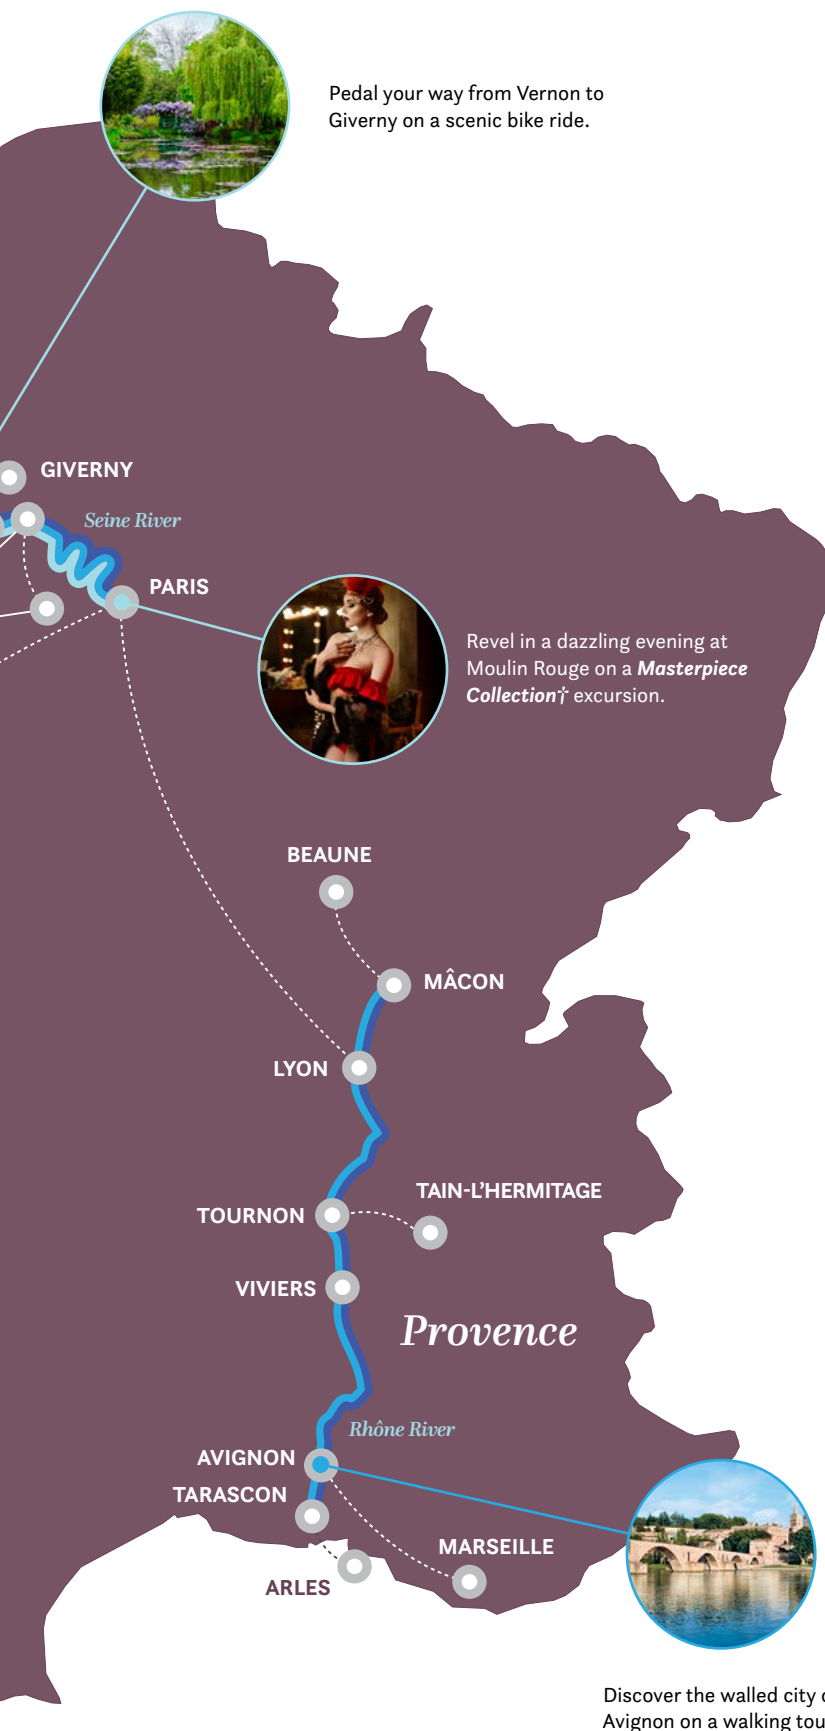 Pedal your way from Vernon to
Giverny on a scenic bike ride.
GIVERNY
Seine River
PARIS
Revel in a dazzling evening at
Moulin Rouge on a Masterpiece
Collection† excursion.
BEAUNE
MÂCON
LYON
TAIN-L’HERMITAGE
TOURNON
VIVIERS
Provence
Rhône River
AVIGNON
TARASCON
MARSEILLE
ARLES
Discover the walled city
Avignon on a walking